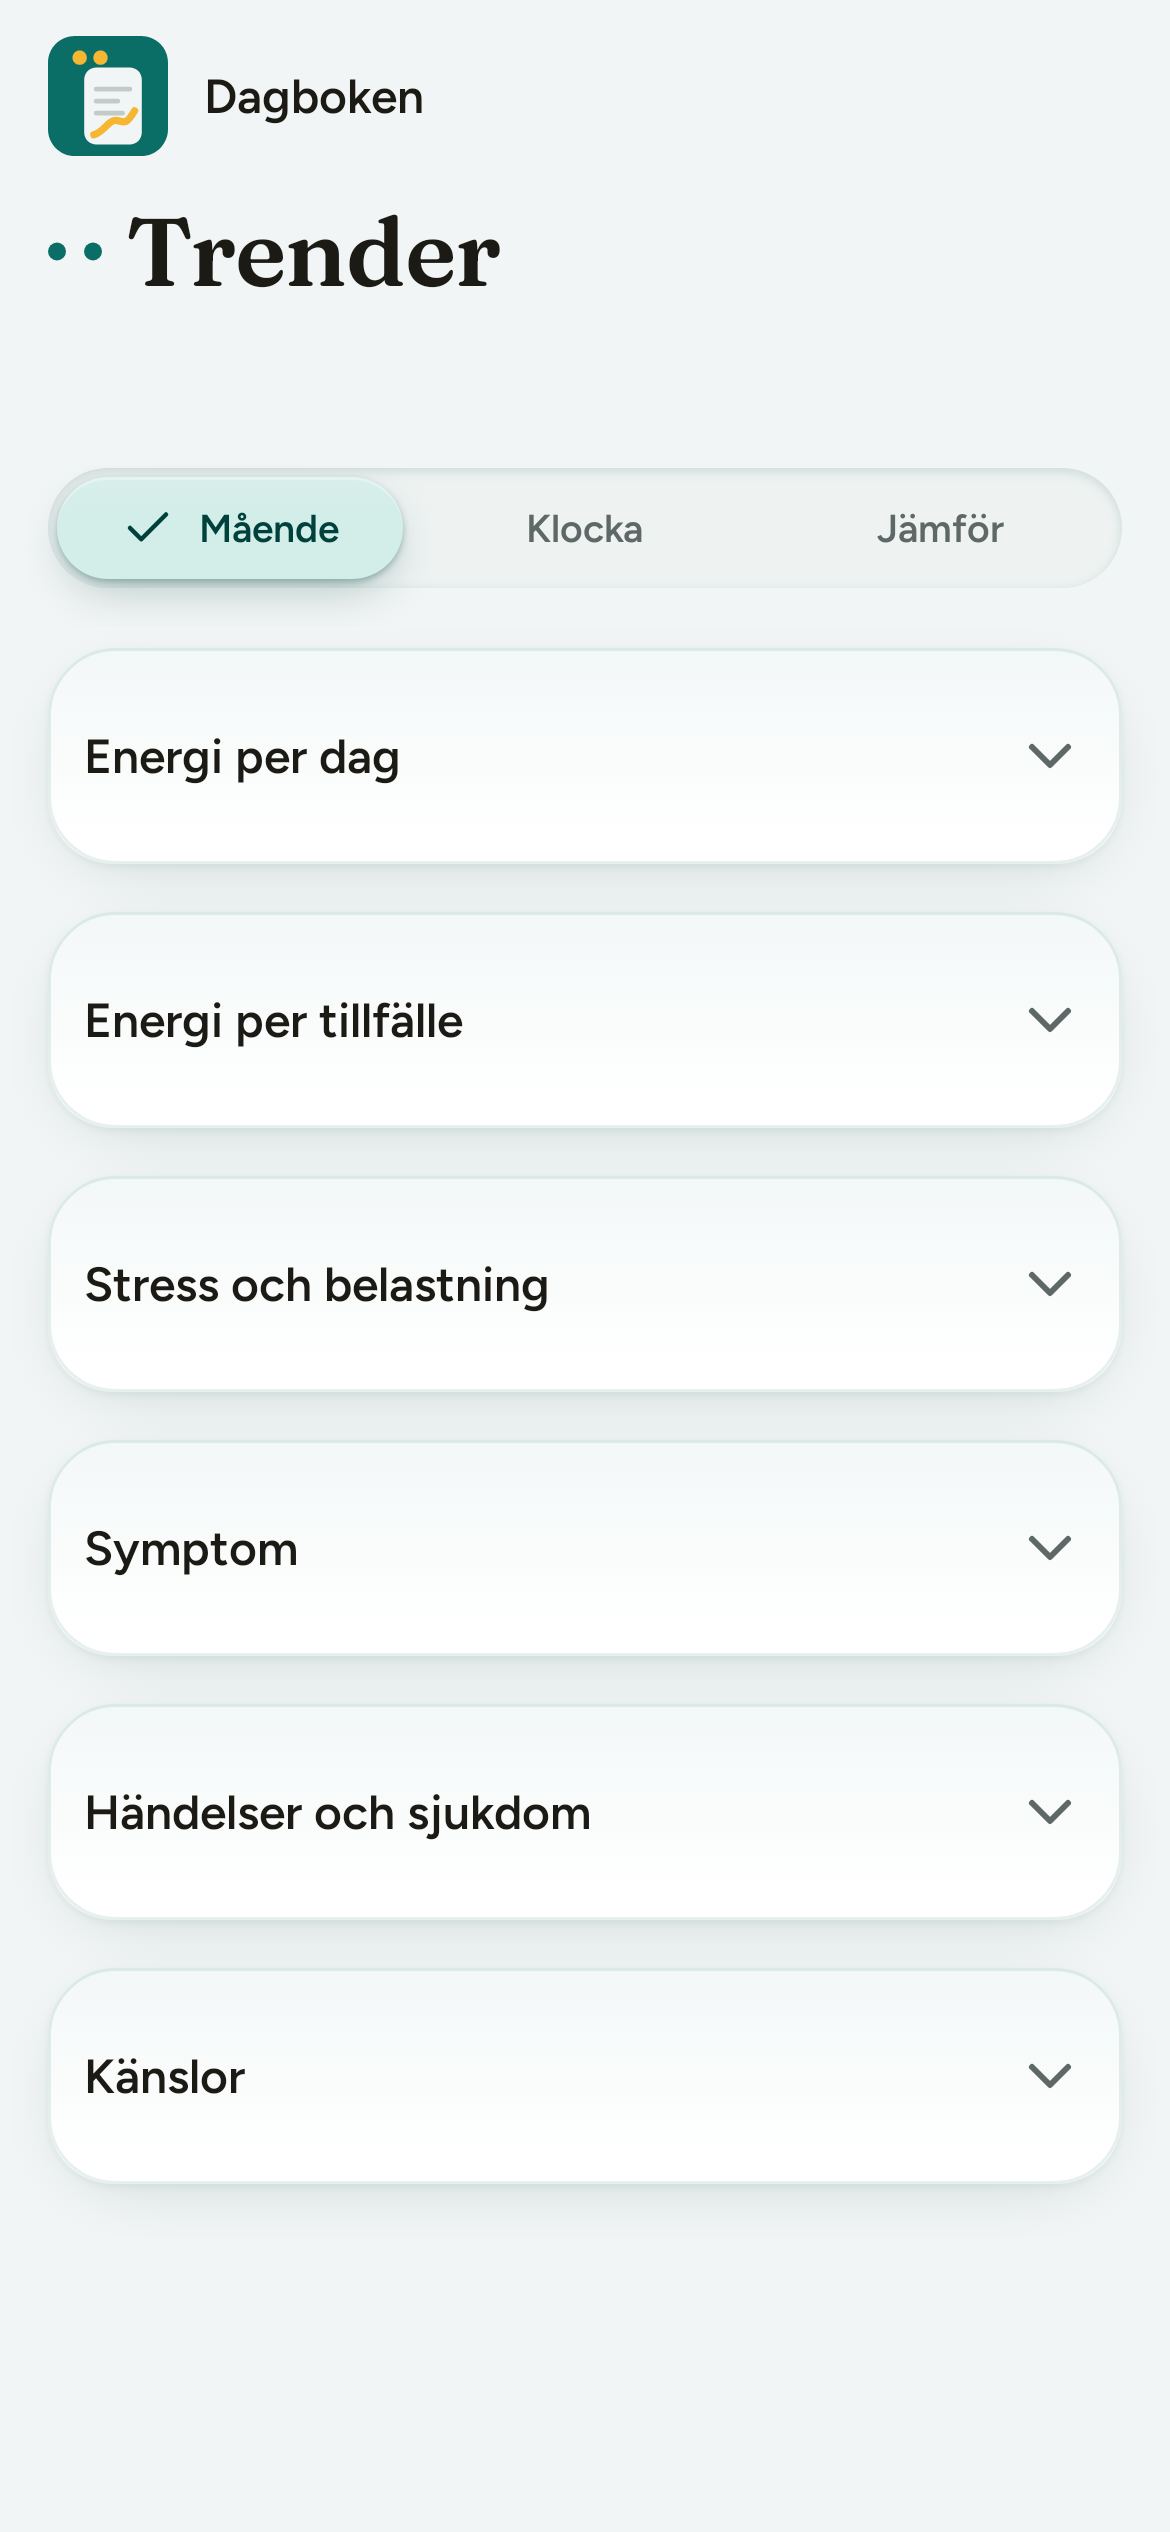 Dagboken
Trender
Mående
Klocka
Jämför
Energi per dag
Energi per tillfälle
Stress och belastning
Symptom
Händelser och sjukdom
Känslor